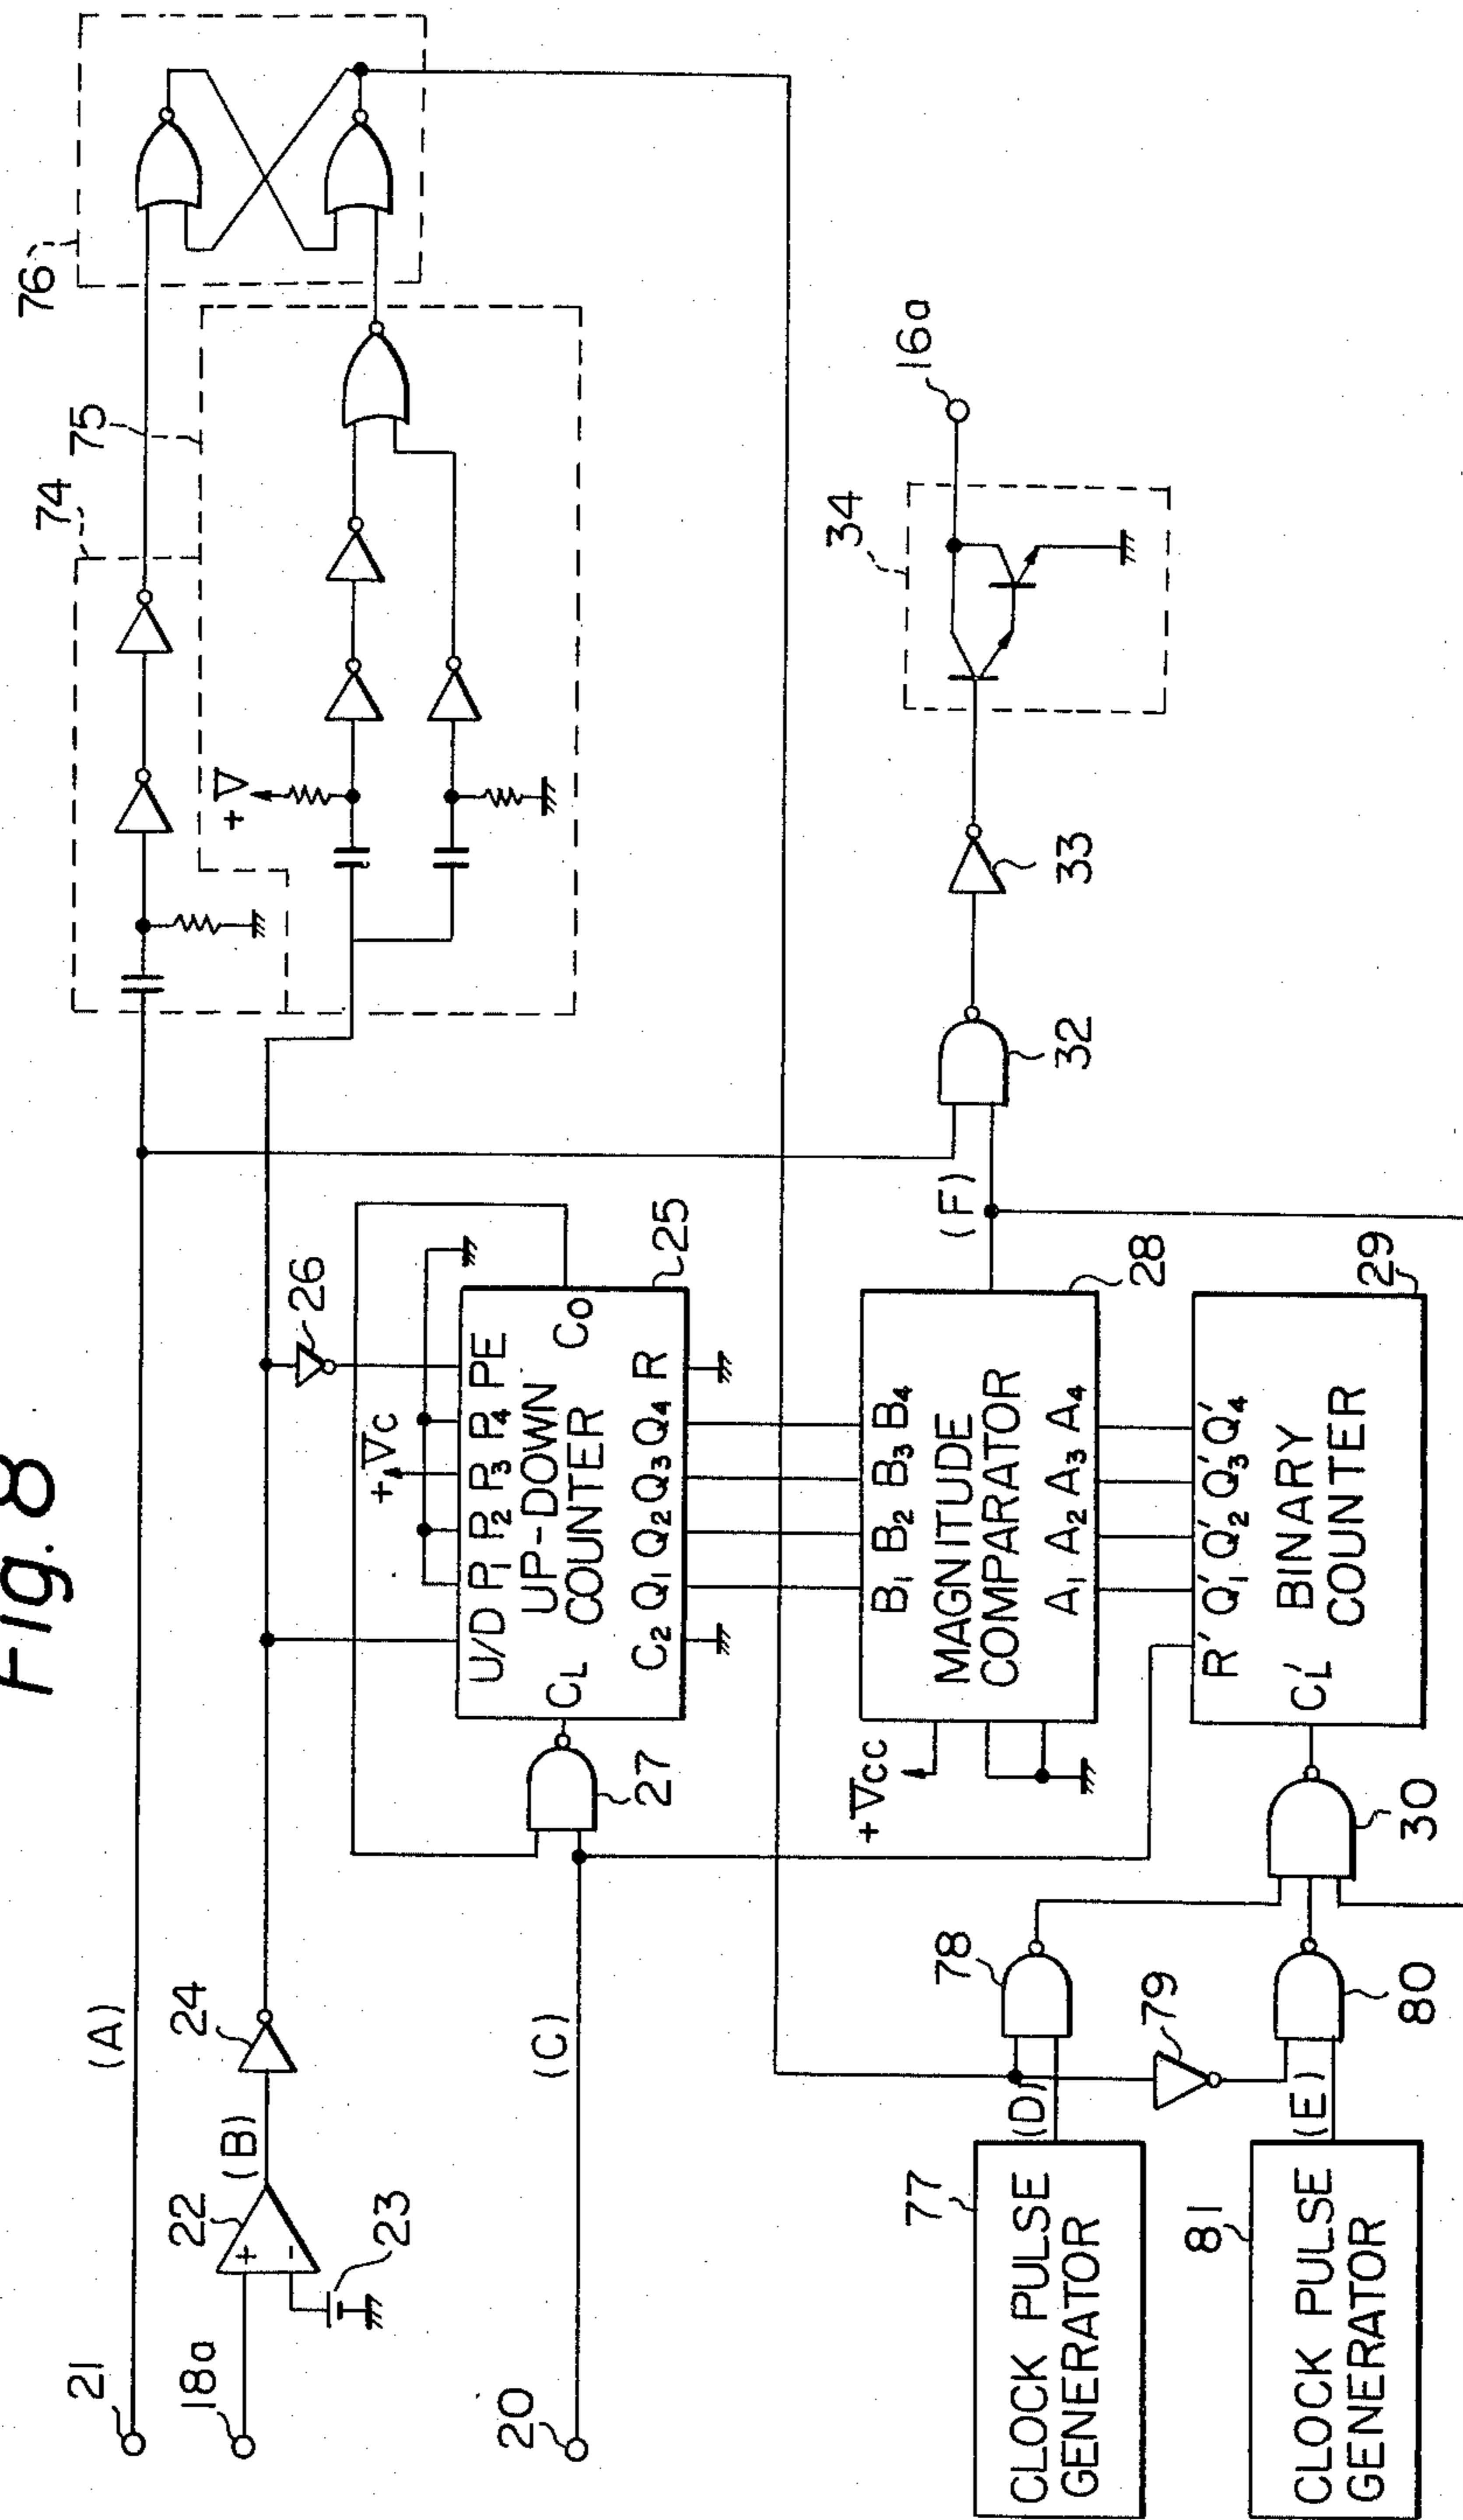 Fig. 8
21
(A)
74
75
76
18a
22
+
-
23
(B)
24
26
+V
20
(C)
27
+Vc
U/D P1 P2 P3 P4 PE
UP-DOWN
COUNTER
CL
CO
C2 Q1 Q2 Q3 Q4 R
25
+Vcc
B1 B2 B3 B4
MAGNITUDE
COMPARATOR
A1 A2 A3 A4
28
(F)
32
33
34
16a
R' Q'1 Q'2 Q'3 Q'4
CL'
BINARY
COUNTER
29
30
77
CLOCK PULSE
GENERATOR
(D)
78
79
81
CLOCK PULSE
GENERATOR
(E)
80